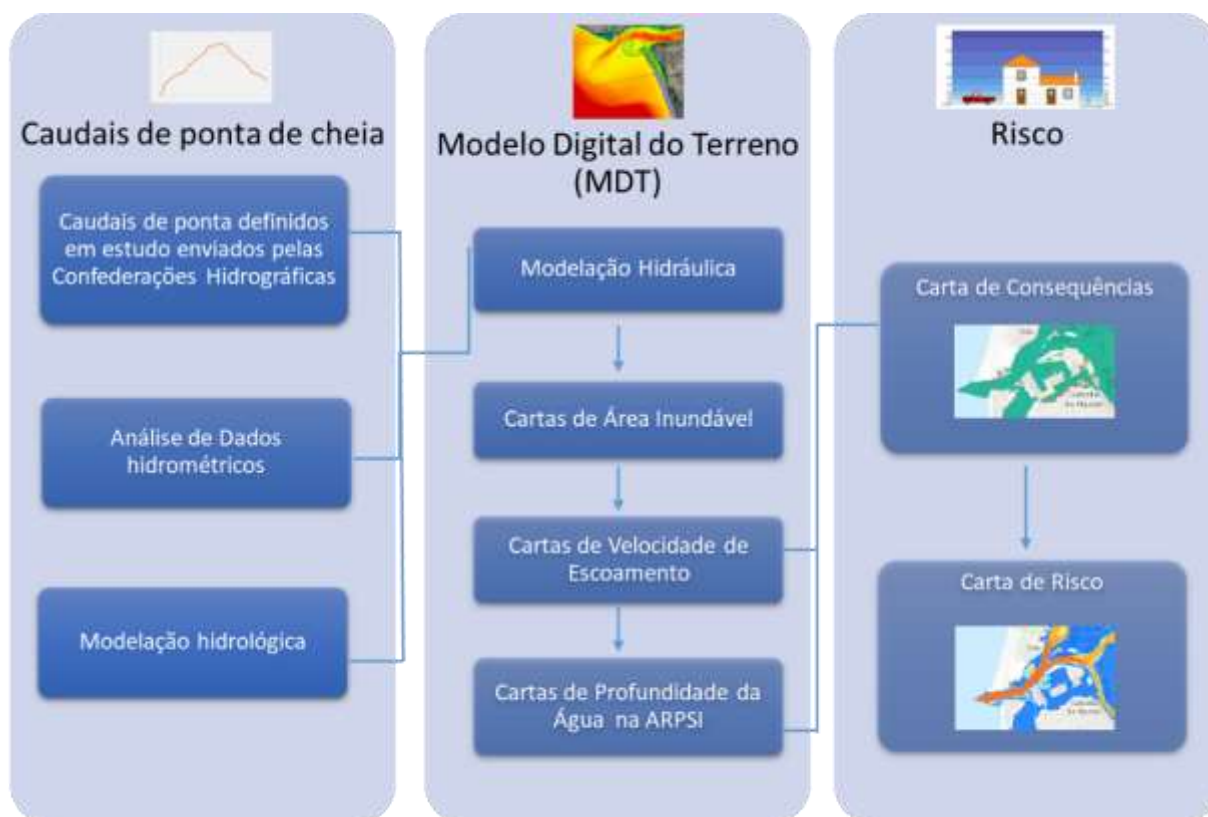 Caudais de ponta de cheia
Caudais de ponta definidos
em estudo enviados pelas
Confederações Hidrográficas
Análise de Dados
hidrométricos
Modelação hidrológica
Modelo Digital do Terreno
(MDT)
Modelação Hidráulica
Cartas de Área Inundável
Cartas de Velocidade de
Escoamento
Cartas de Profundidade da
Água na ARPSI
Risco
Carta de Consequências
Carta de Risco